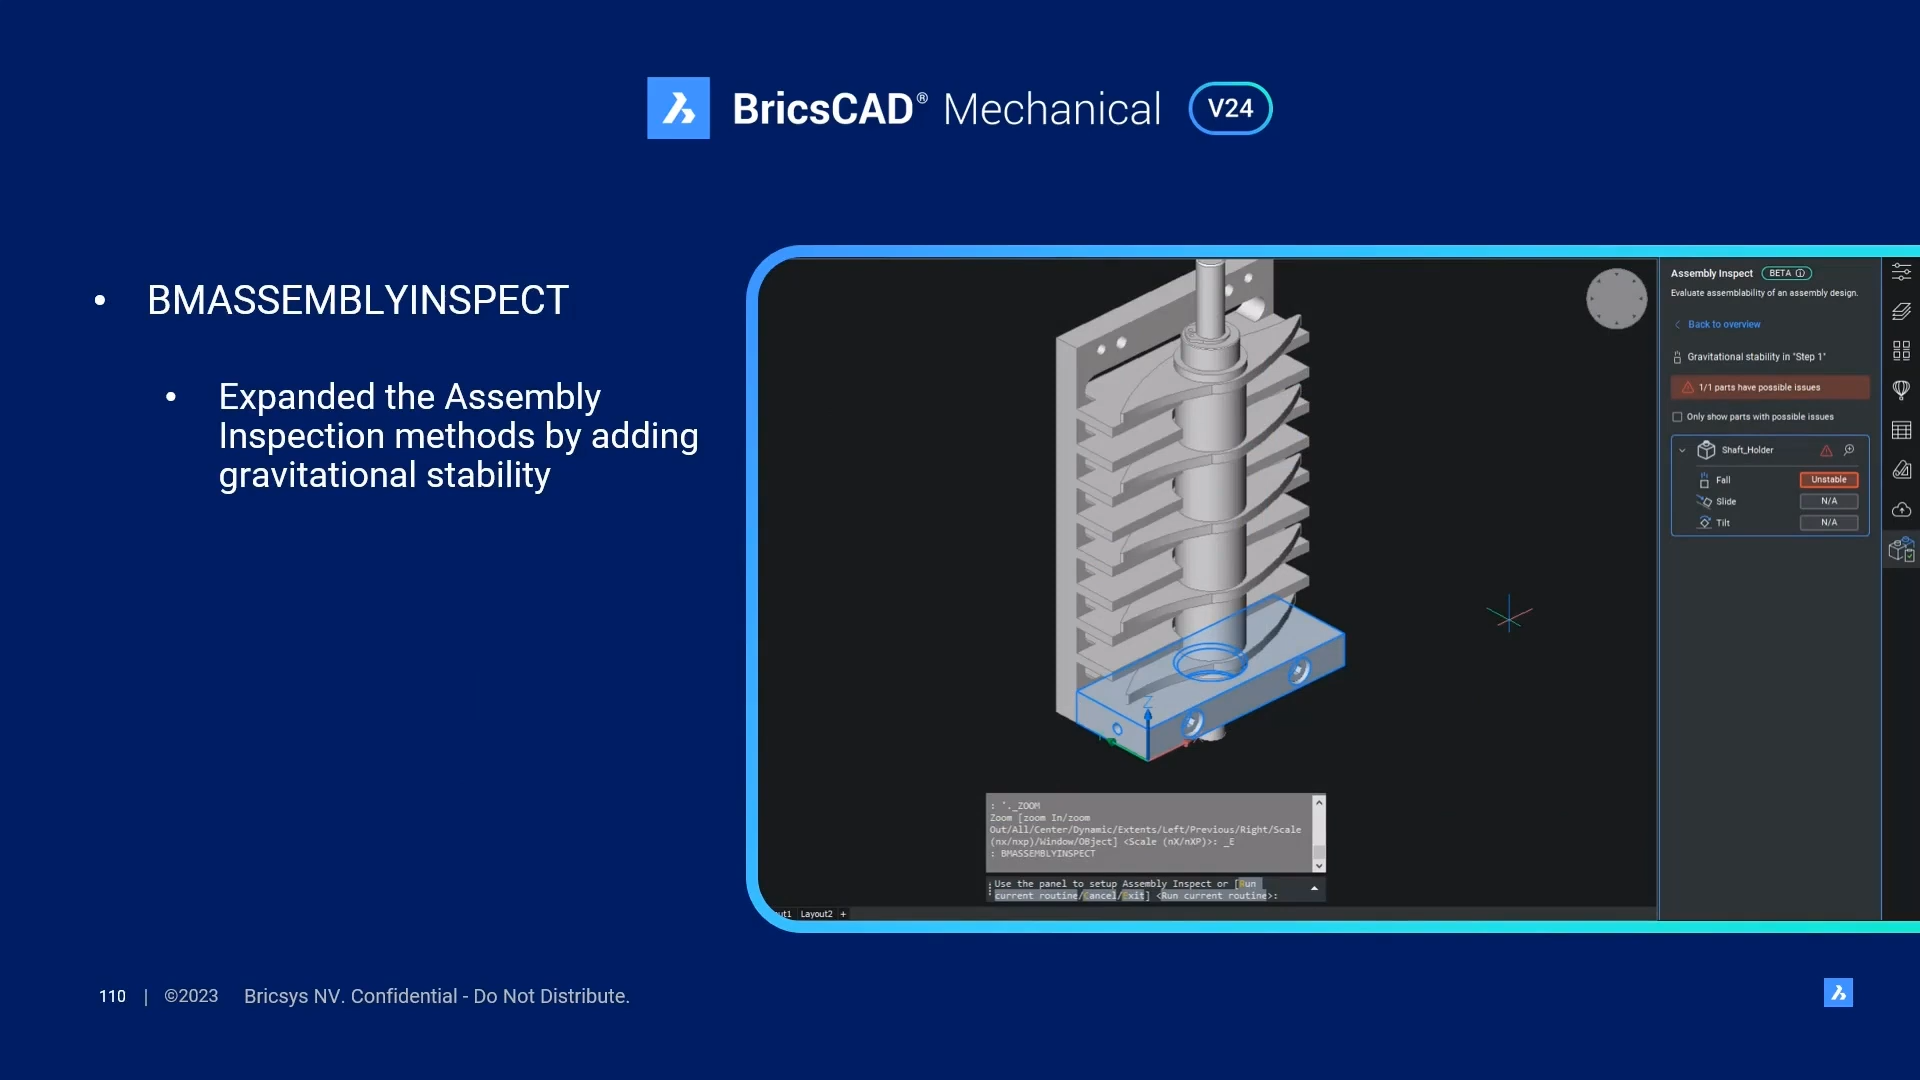 BricsCAD® Mechanical V24
• BMASSEMBLYINSPECT
• Expanded the Assembly
Inspection methods by adding
gravitational stability
Assembly Inspect BETA
Evaluate assemblability of an assembly design.
Back to overview
Gravitational stability in "Step 1"
1/1 parts have possible issues
Only show parts with possible issues
Shaft_Holder
Fall Unstable
Slide N/A
Tilt N/A
Z
: '._ZOOM
Zoom [zoom In/zoom
Out/All/Center/Dynamic/Extents/Left/Previous/Right/Scale
(nx/nxp)/Window/OBject] <Scale (nX/nXP)>: _E
: BMASSEMBLYINSPECT
Use the panel to setup Assembly Inspect or [Run
current routine/Cancel/Exit] <Run current routine>:
out1 Layout2 +
110 | ©2023 Bricsys NV. Confidential - Do Not Distribute.